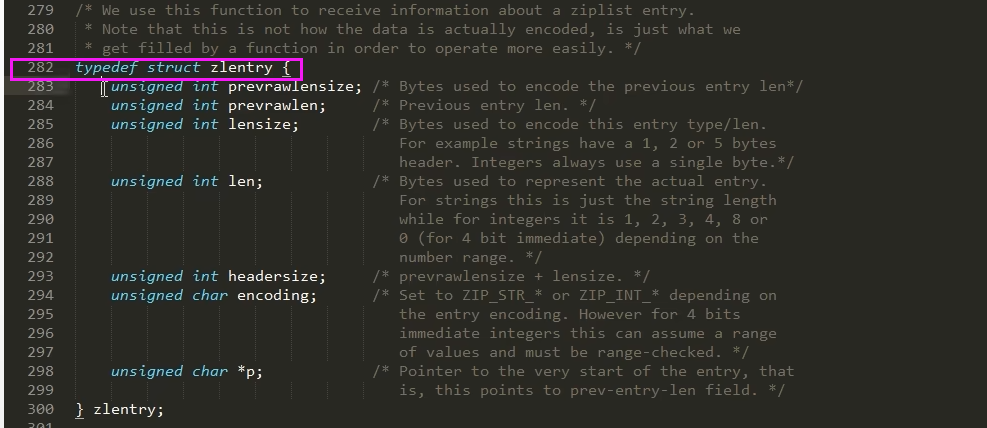 279 /* We use this function to receive information about a ziplist entry.
280 * Note that this is not how the data is actually encoded, is just what we
281 * get filled by a function in order to operate more easily. */
282 typedef struct zlentry {
283 unsigned int prevrawlensize; /* Bytes used to encode the previous entry len*/
284 unsigned int prevrawlen; /* Previous entry len. */
285 unsigned int lensize; /* Bytes used to encode this entry type/len.
286 For example strings have a 1, 2 or 5 bytes
287 header. Integers always use a single byte.*/
288 unsigned int len; /* Bytes used to represent the actual entry.
289 For strings this is just the string length
290 while for integers it is 1, 2, 3, 4, 8 or
291 0 (for 4 bit immediate) depending on the
292 number range. */
293 unsigned int headersize; /* prevrawlensize + lensize. */
294 unsigned char encoding; /* Set to ZIP_STR_* or ZIP_INT_* depending on
295 the entry encoding. However for 4 bits
296 immediate integers this can assume a range
297 of values and must be range-checked. */
298 unsigned char *p; /* Pointer to the very start of the entry, that
299 is, this points to prev-entry-len field. */
300 } zlentry;
301